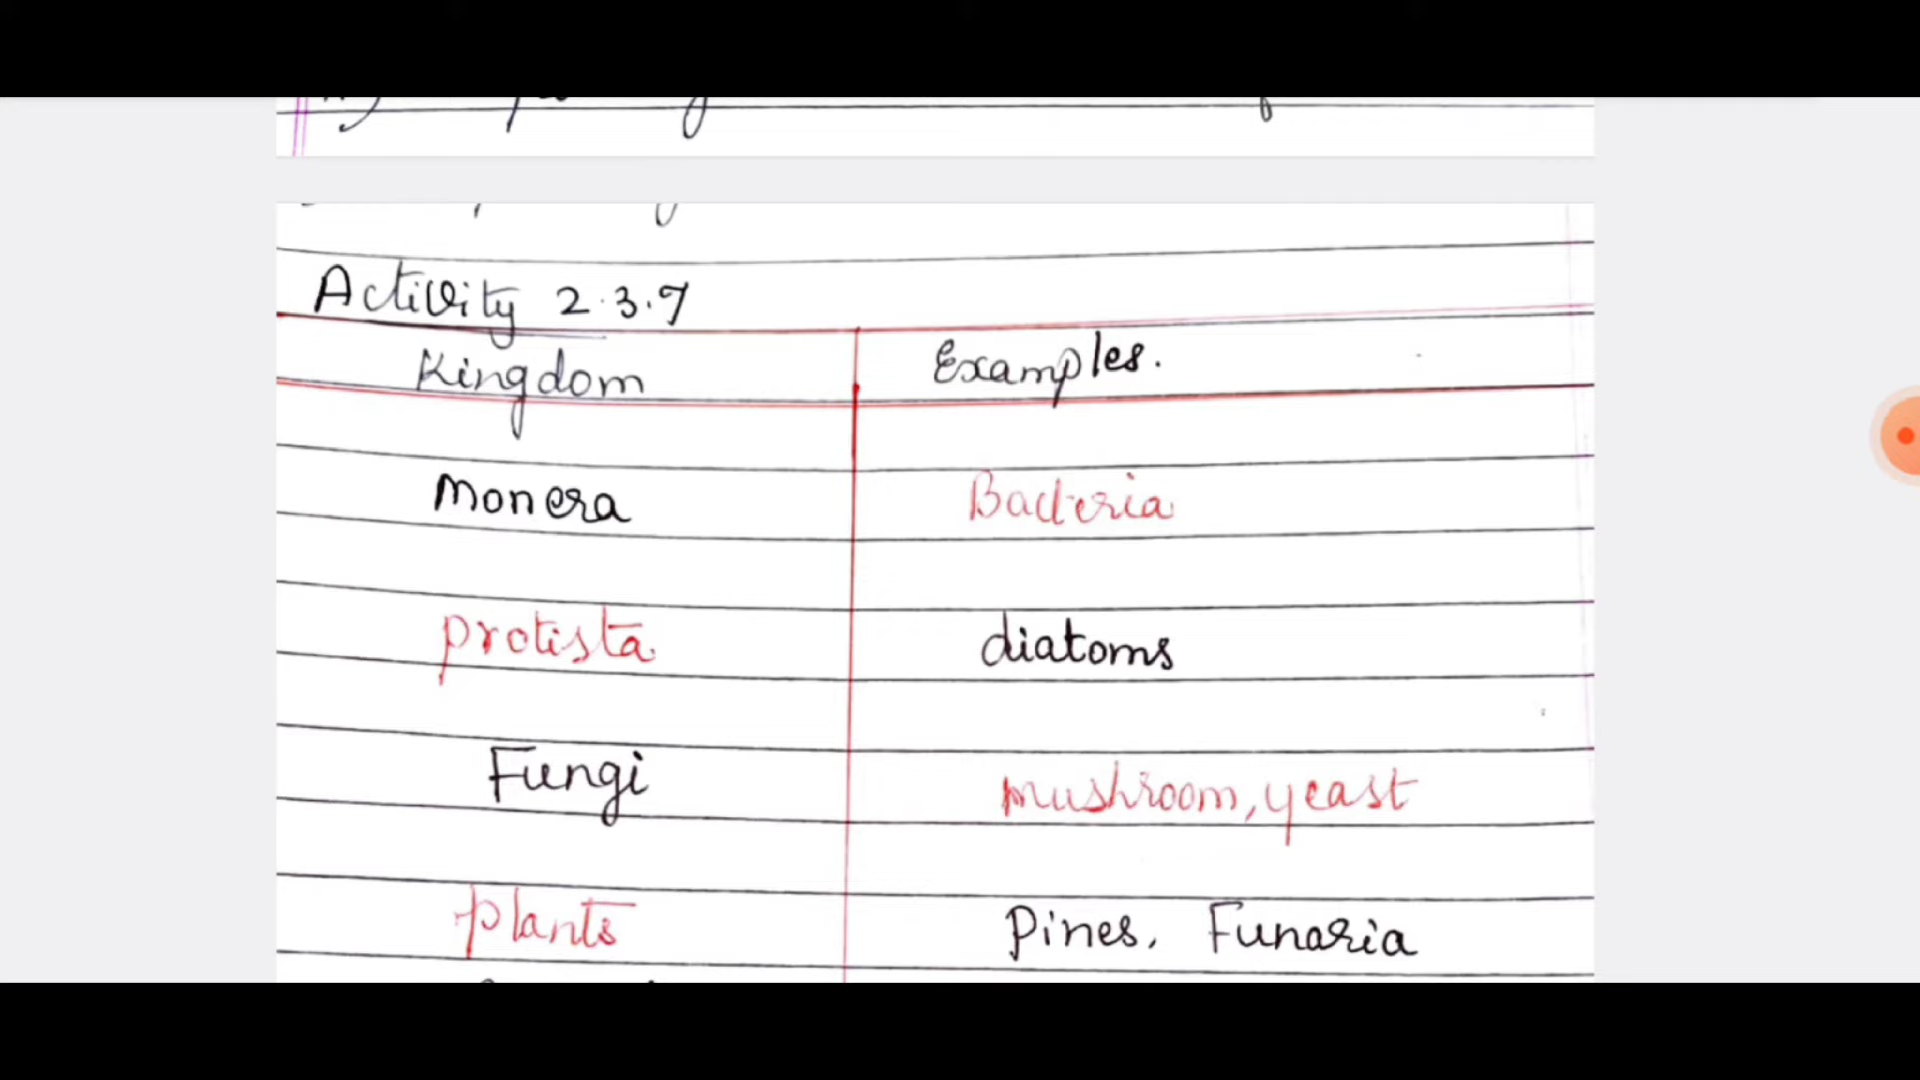 Activity 2.3.7
Kingdom Examples.
Monera Bacteria
protista diatoms
Fungi mushroom, yeast
plants Pines, Funaria